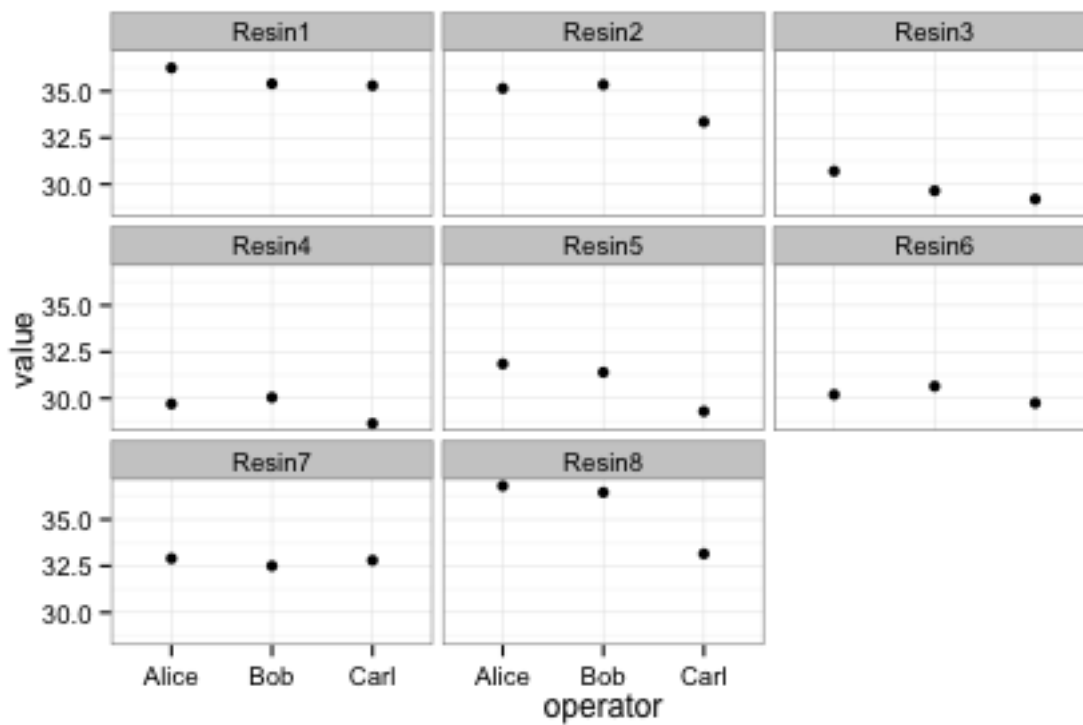 Resin1 Resin2 Resin3
35.0
32.5
30.0
Resin4 Resin5 Resin6
35.0
32.5
30.0
value
Resin7 Resin8
35.0
32.5
30.0
Alice Bob Carl Alice Bob Carl
operator